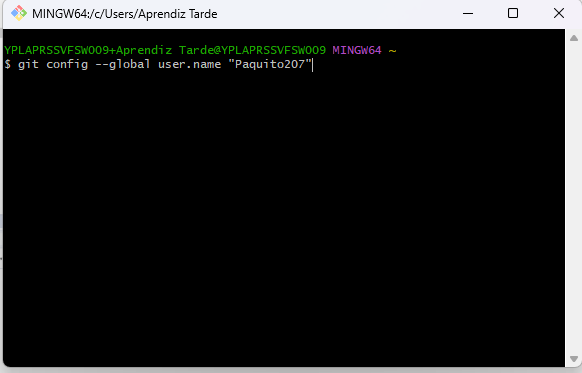 MINGW64:/c/Users/Aprendiz Tarde
YPLAPRSSVFSW009+Aprendiz Tarde@YPLAPRSSVFSW009 MINGW64 ~
$ git config --global user.name "Paquito207"